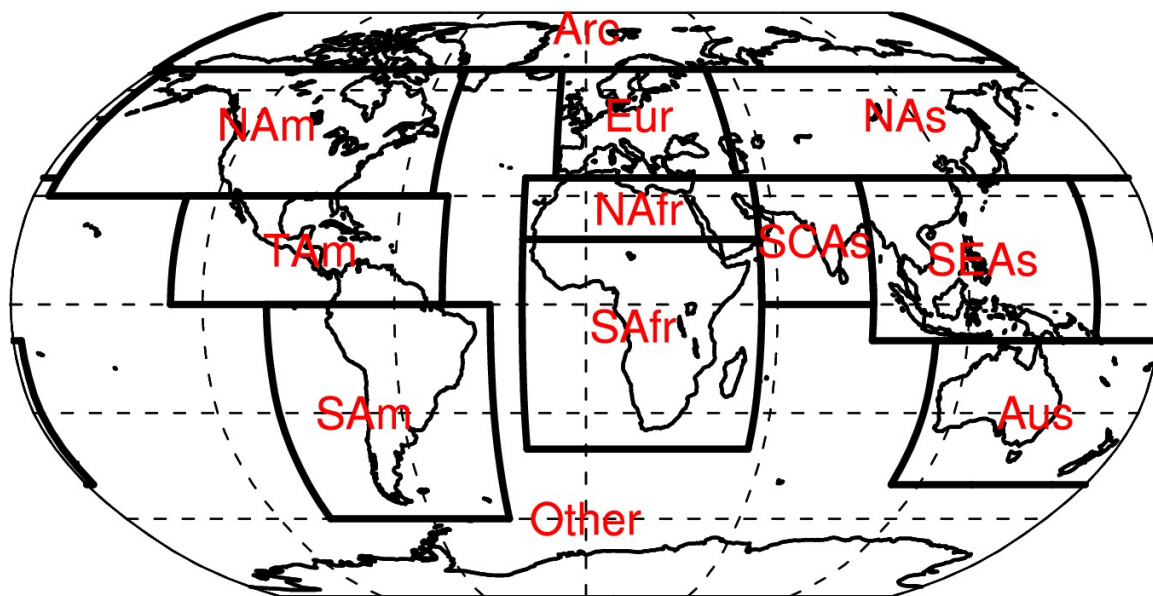 Arc
NAm
Eur
NAs
NAfr
TAm
SCAs
SEAs
SAfr
SAm
Aus
Other